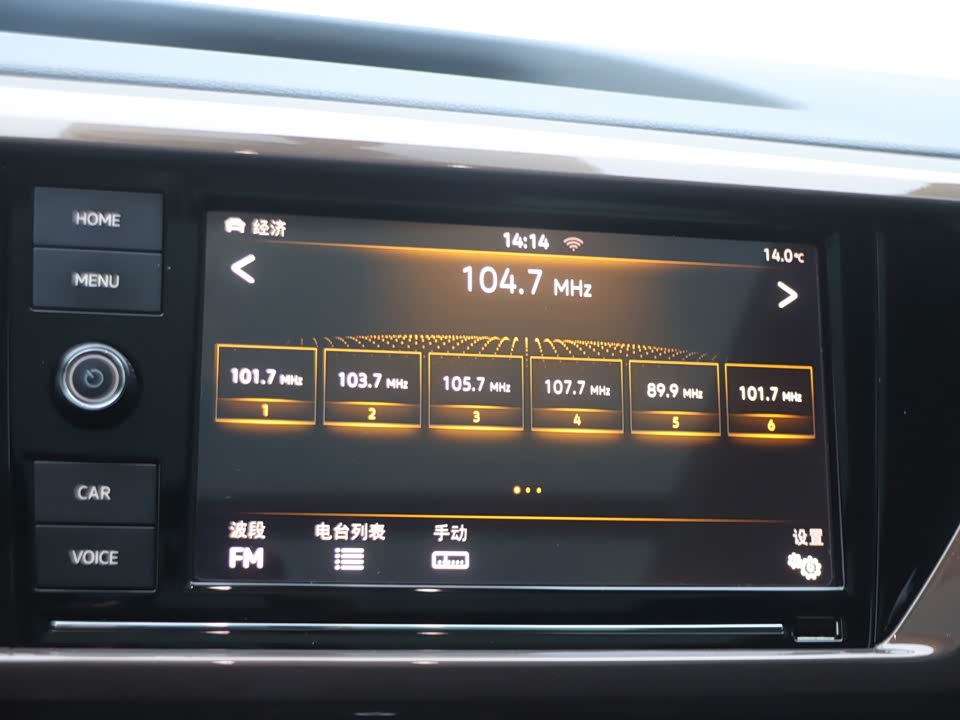 HOME
MENU
CAR
VOICE
经济
14:14
14.0℃
104.7 MHz
101.7 MHz
1
103.7 MHz
2
105.7 MHz
3
107.7 MHz
4
89.9 MHz
5
101.7 MHz
6
波段
FM
电台列表
手动
设置